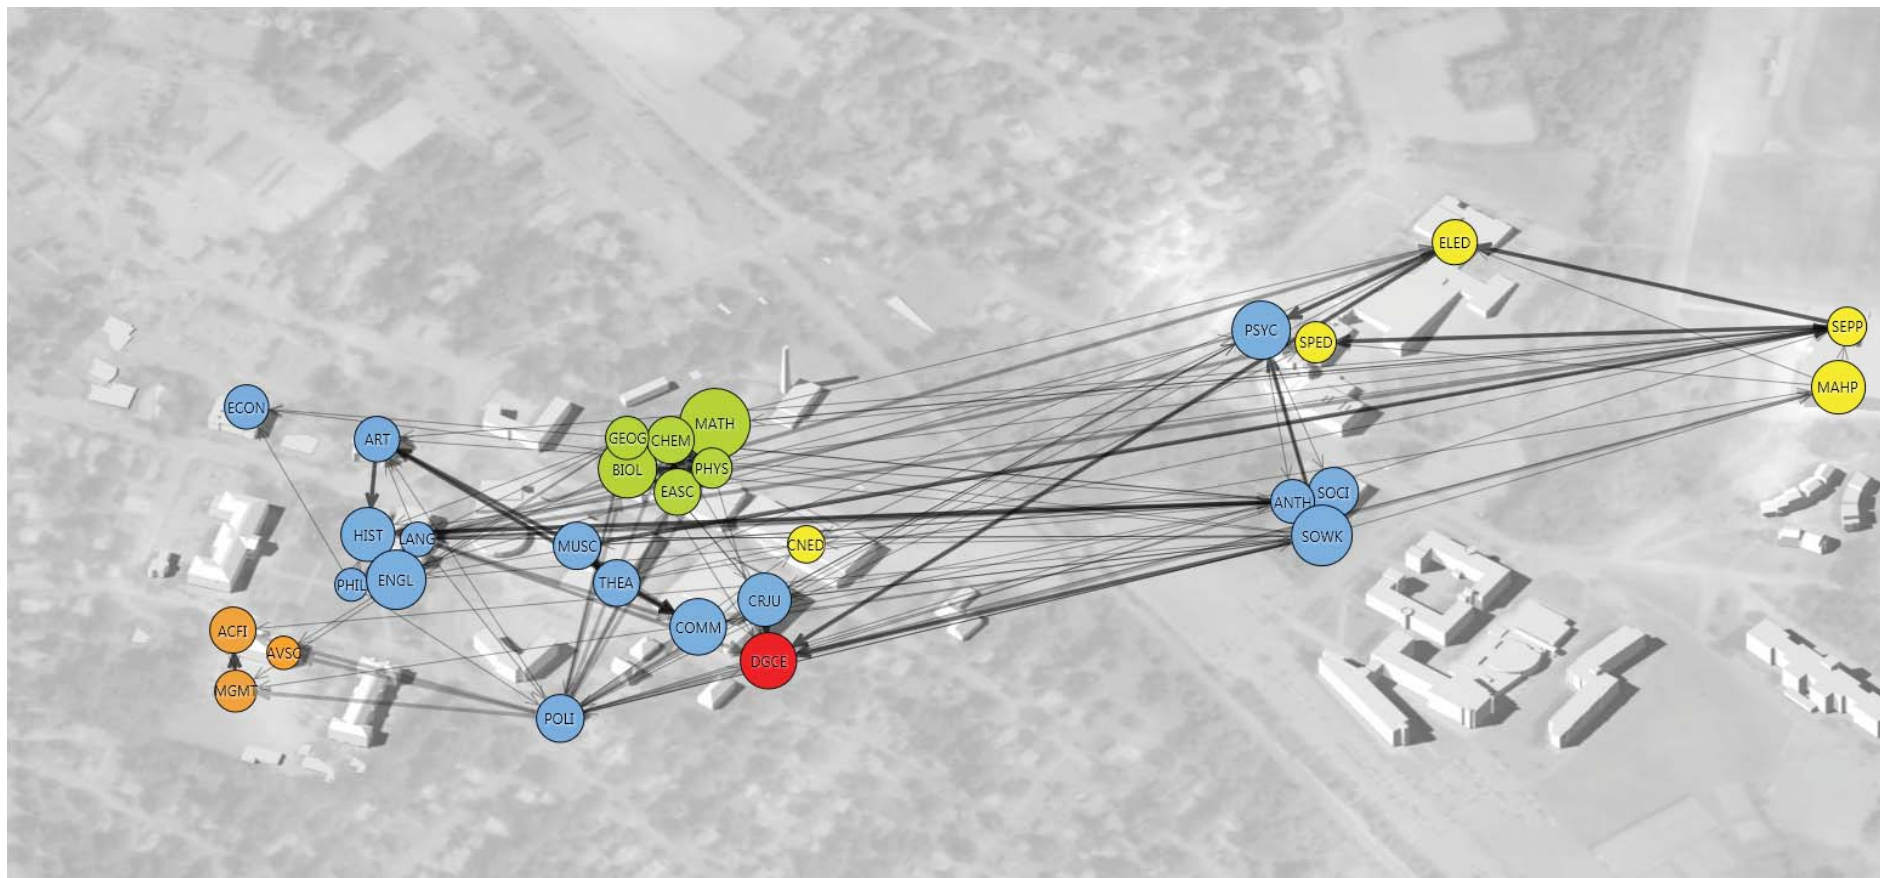 ELED
SEPP
PSYC
SPED
MAHP
ECON
ART
MATH
GEOG
CHEM
BIOL
PHYS
EASC
ANTH
SOCI
HIST
LANG
MUSC
CNED
SOWK
PHIL
ENGL
THEA
CRJU
COMM
ACFI
AVSC
DGCE
MGMT
POLI